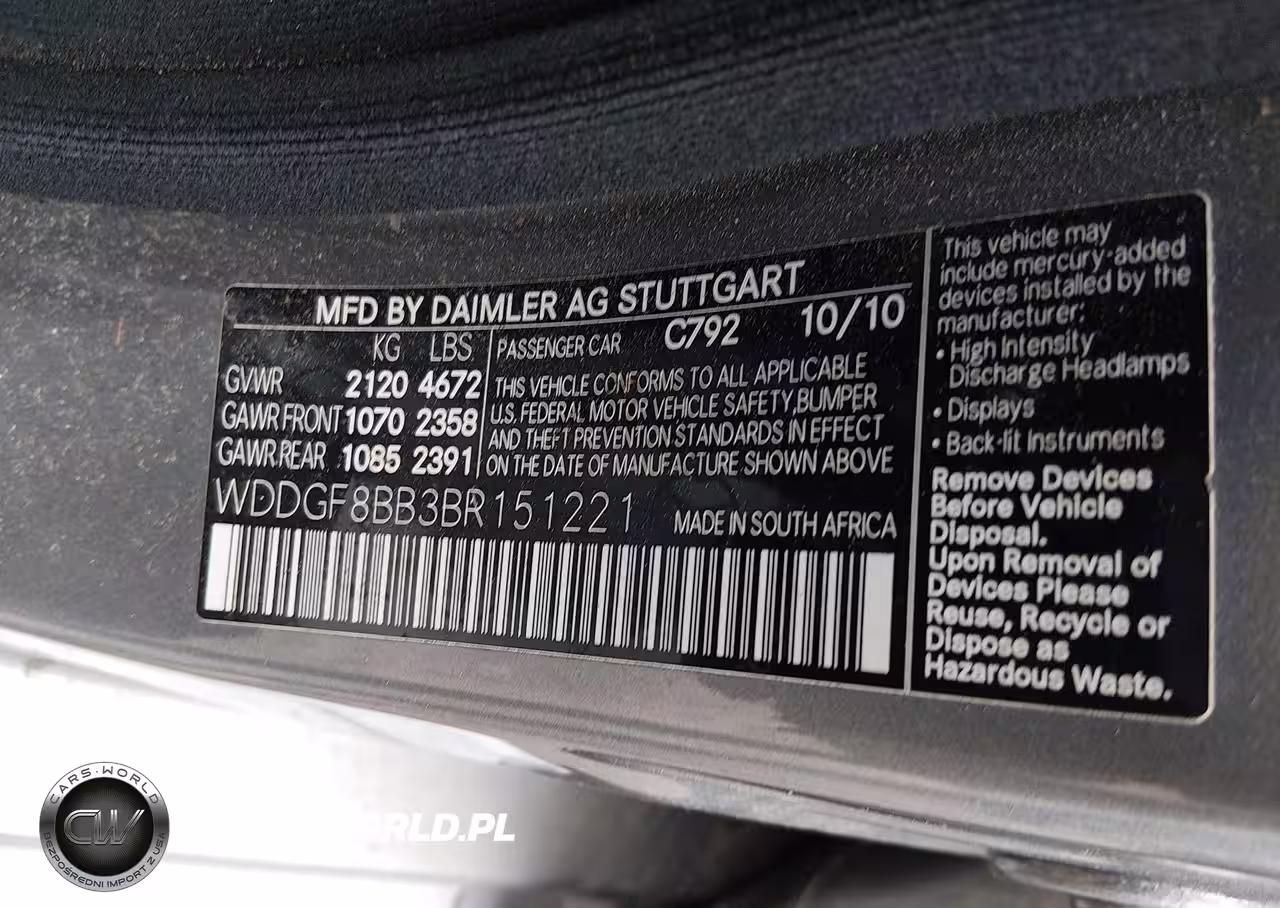 MFD BY DAIMLER AG STUTTGART
KG LBS
PASSENGER CAR C792 10/10
GVWR 2120 4672
GAWR FRONT 1070 2358
GAWR REAR 1085 2391
THIS VEHICLE CONFORMS TO ALL APPLICABLE
U.S. FEDERAL MOTOR VEHICLE SAFETY, BUMPER
AND THEFT PREVENTION STANDARDS IN EFFECT
ON THE DATE OF MANUFACTURE SHOWN ABOVE
WDDGF8BB3BR151221
MADE IN SOUTH AFRICA
This vehicle may
include mercury-added
devices installed by the
manufacturer:
• High Intensity
Discharge Headlamps
• Displays
• Back-lit Instruments
Remove Devices
Before Vehicle
Disposal.
Upon Removal of
Devices Please
Reuse, Recycle or
Dispose as
Hazardous Waste.
CARS-WORLD
CW
BEZPOŚREDNI IMPORT Z USA
ORLD.PL